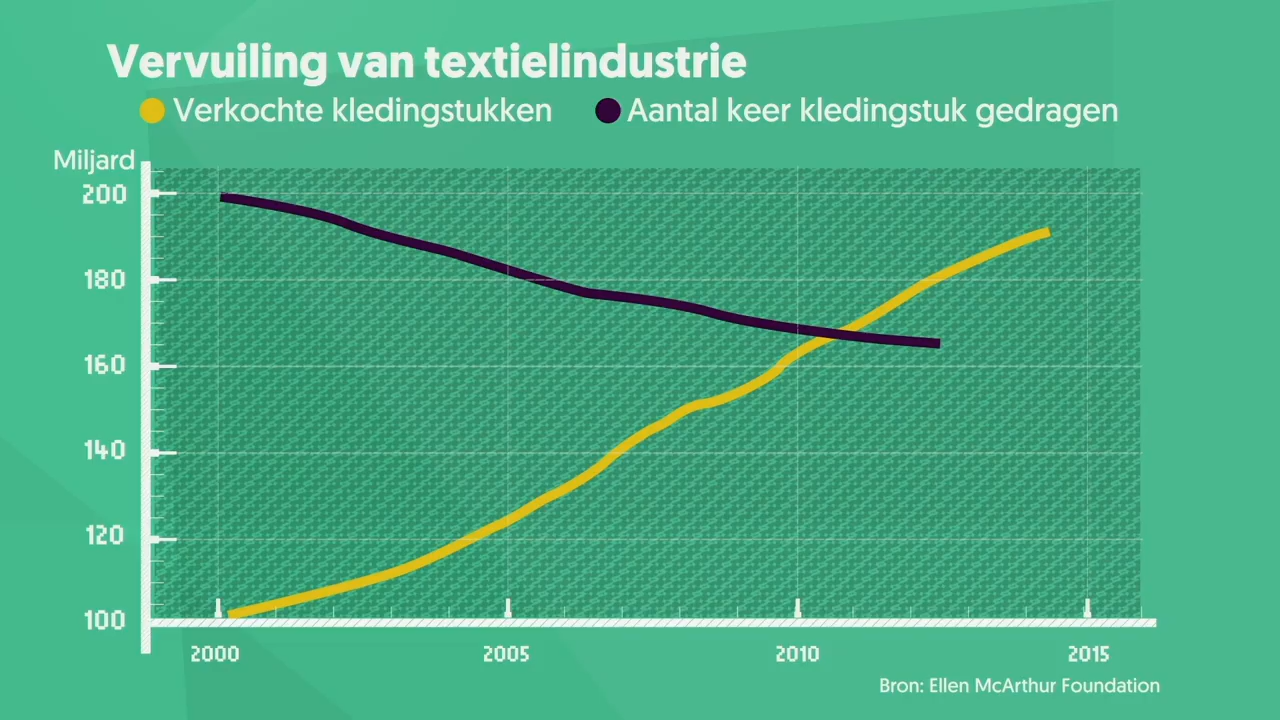 Vervuiling van textielindustrie
Verkochte kledingstukken
Aantal keer kledingstuk gedragen
Miljard
200
180
160
140
120
100
2000
2005
2010
2015
Bron: Ellen McArthur Foundation